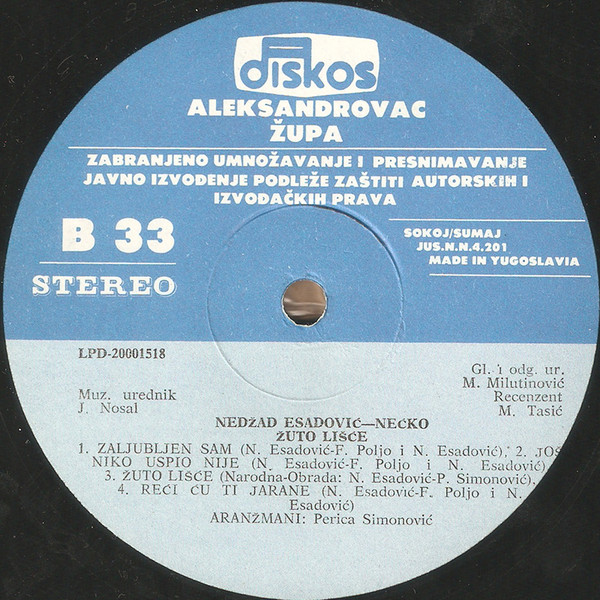 diskos
ALEKSANDROVAC
ŽUPA
ZABRANJENO UMNOŽAVANJE I PRESNIMAVANJE
JAVNO IZVOĐENJE PODLEŽE ZAŠTITI AUTORSKIH I
IZVOĐAČKIH PRAVA
B 33
STEREO
SOKOJ/SUMAJ
JUS.N.N.4.201
MADE IN YUGOSLAVIA
LPD-20001518
Muz. urednik
J. Nosal
Gl. i odg. ur.
M. Milutinović
Recenzent
M. Tasić
NEDŽAD ESADOVIĆ—NEĆKO
ŽUTO LIŠĆE
1. ZALJUBLJEN SAM (N. Esadović-F. Poljo i N. Esadović), 2. JOŠ
NIKO USPIO NIJE (N. Esadović-F. Poljo i N. Esadović)
3. ŽUTO LIŠĆE (Narodna-Obrada: N. Esadović-P. Simonović),
4. REĆI ĆU TI JARANE (N. Esadović-F. Poljo i N.
Esadović)
ARANŽMANI: Perica Simonović